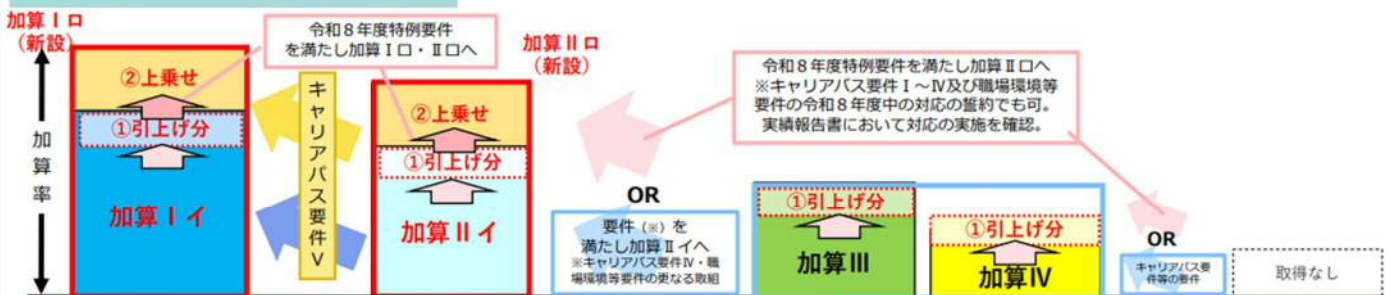 加算Ⅰロ
(新設)
加算率
②上乗せ
①引上げ分
加算Ⅰイ
令和８年度特例要件
を満たし加算Ⅰロ・Ⅱロへ
キャリアパス要件Ⅴ
加算Ⅱロ
(新設)
②上乗せ
①引上げ分
加算Ⅱイ
令和８年度特例要件を満たし加算Ⅱロへ
※キャリアパス要件Ⅰ～Ⅳ及び職場環境等
要件の令和８年度中の対応の誓約でも可。
実績報告書において対応の実施を確認。
OR
要件（※）を
満たし加算Ⅱイへ
※キャリアパス要件Ⅳ・職
場環境等要件の更なる取組
①引上げ分
加算Ⅲ
①引上げ分
加算Ⅳ
OR
キャリアパス要
件等の要件
取得なし